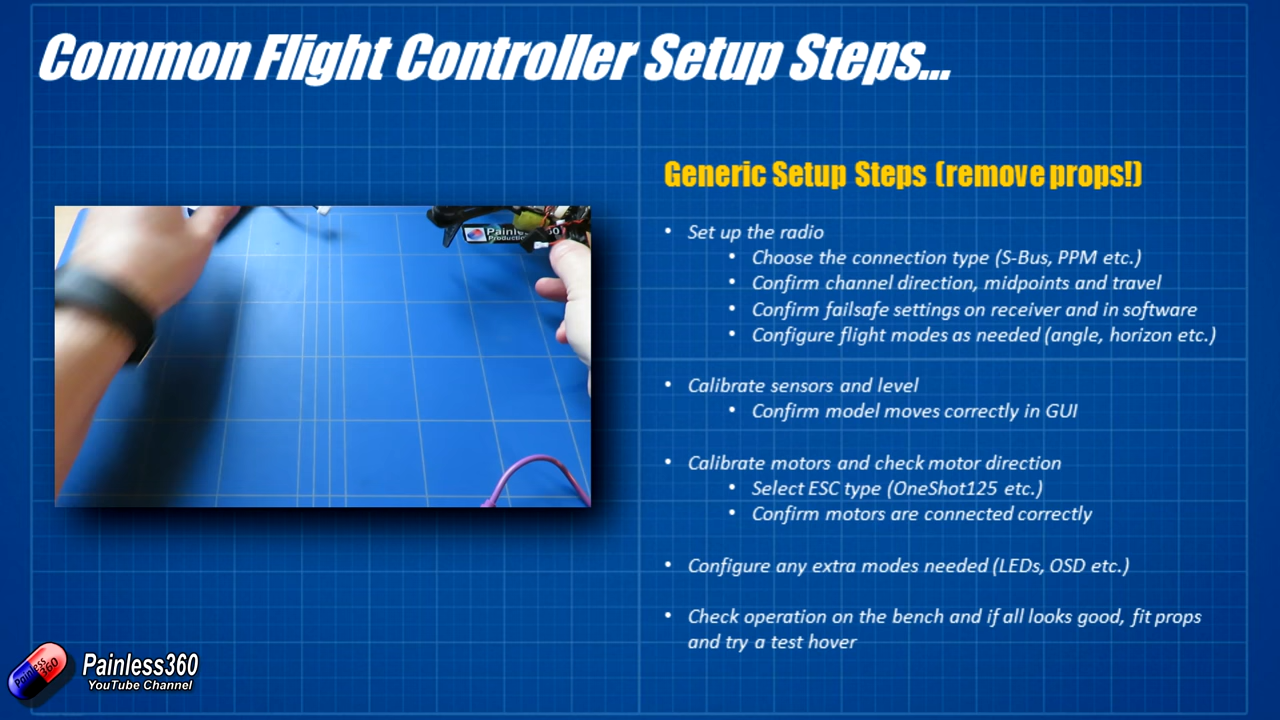 Common Flight Controller Setup Steps...
Generic Setup Steps (remove props!)
• Set up the radio
• Choose the connection type (S-Bus, PPM etc.)
• Confirm channel direction, midpoints and travel
• Confirm failsafe settings on receiver and in software
• Configure flight modes as needed (angle, horizon etc.)
• Calibrate sensors and level
• Confirm model moves correctly in GUI
• Calibrate motors and check motor direction
• Select ESC type (OneShot125 etc.)
• Confirm motors are connected correctly
• Configure any extra modes needed (LEDs, OSD etc.)
• Check operation on the bench and if all looks good, fit props
and try a test hover
Painless360
YouTube Channel
Painless
360